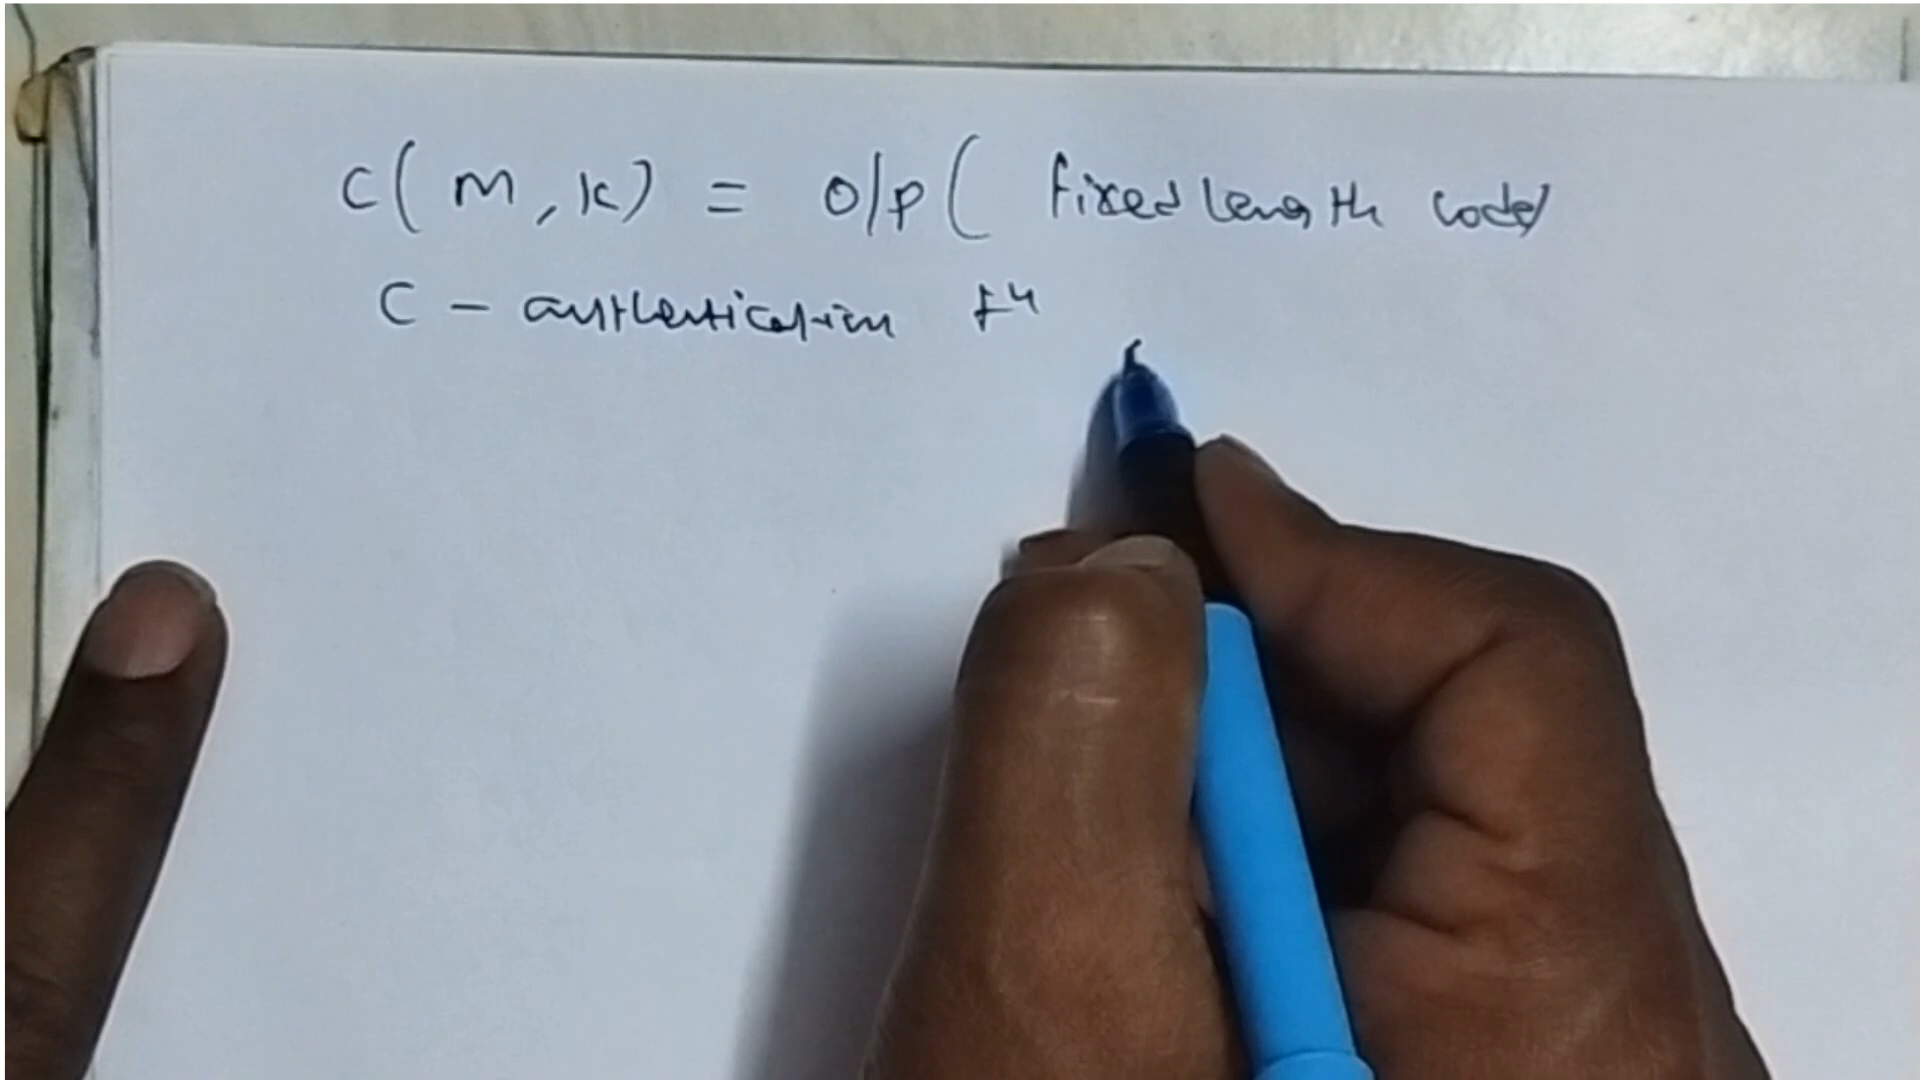 C( M, K) = O/P( fixed length code)
C - authentication fn